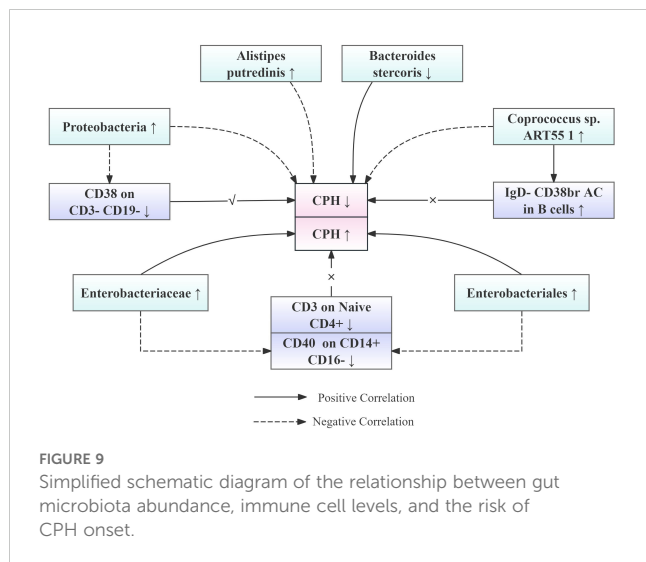 Alistipes
putredinis ↑
Bacteroides
stercoris ↓
Proteobacteria ↑
Coprococcus sp.
ART55 1 ↑
CD38 on
CD3- CD19- ↓
√
CPH ↓
×
IgD- CD38br AC
in B cells ↑
CPH ↑
×
Enterobacteriaceae ↑
Enterobacteriales ↑
CD3 on Naive
CD4+ ↓
CD40 on CD14+
CD16- ↓
Positive Correlation
Negative Correlation
FIGURE 9
Simplified schematic diagram of the relationship between gut
microbiota abundance, immune cell levels, and the risk of
CPH onset.